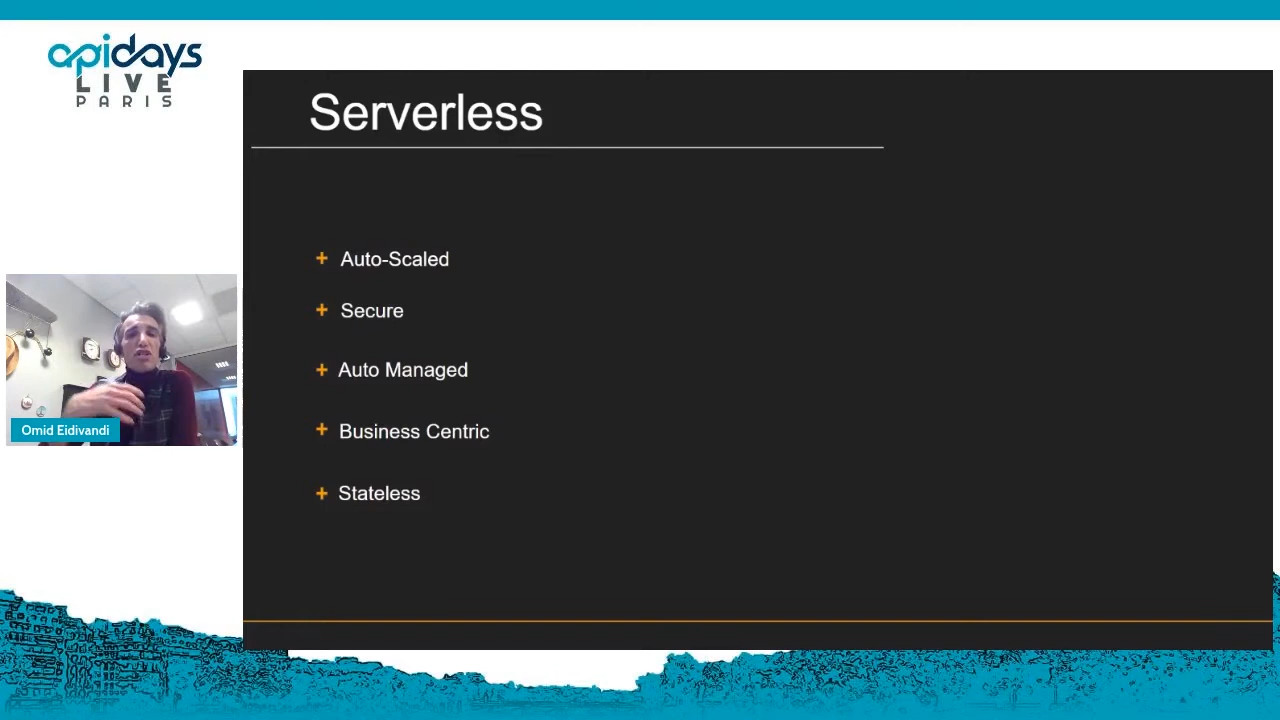 apidays
LIVE
PARIS
Serverless
+ Auto-Scaled
+ Secure
+ Auto Managed
+ Business Centric
+ Stateless
Omid Eidivandi